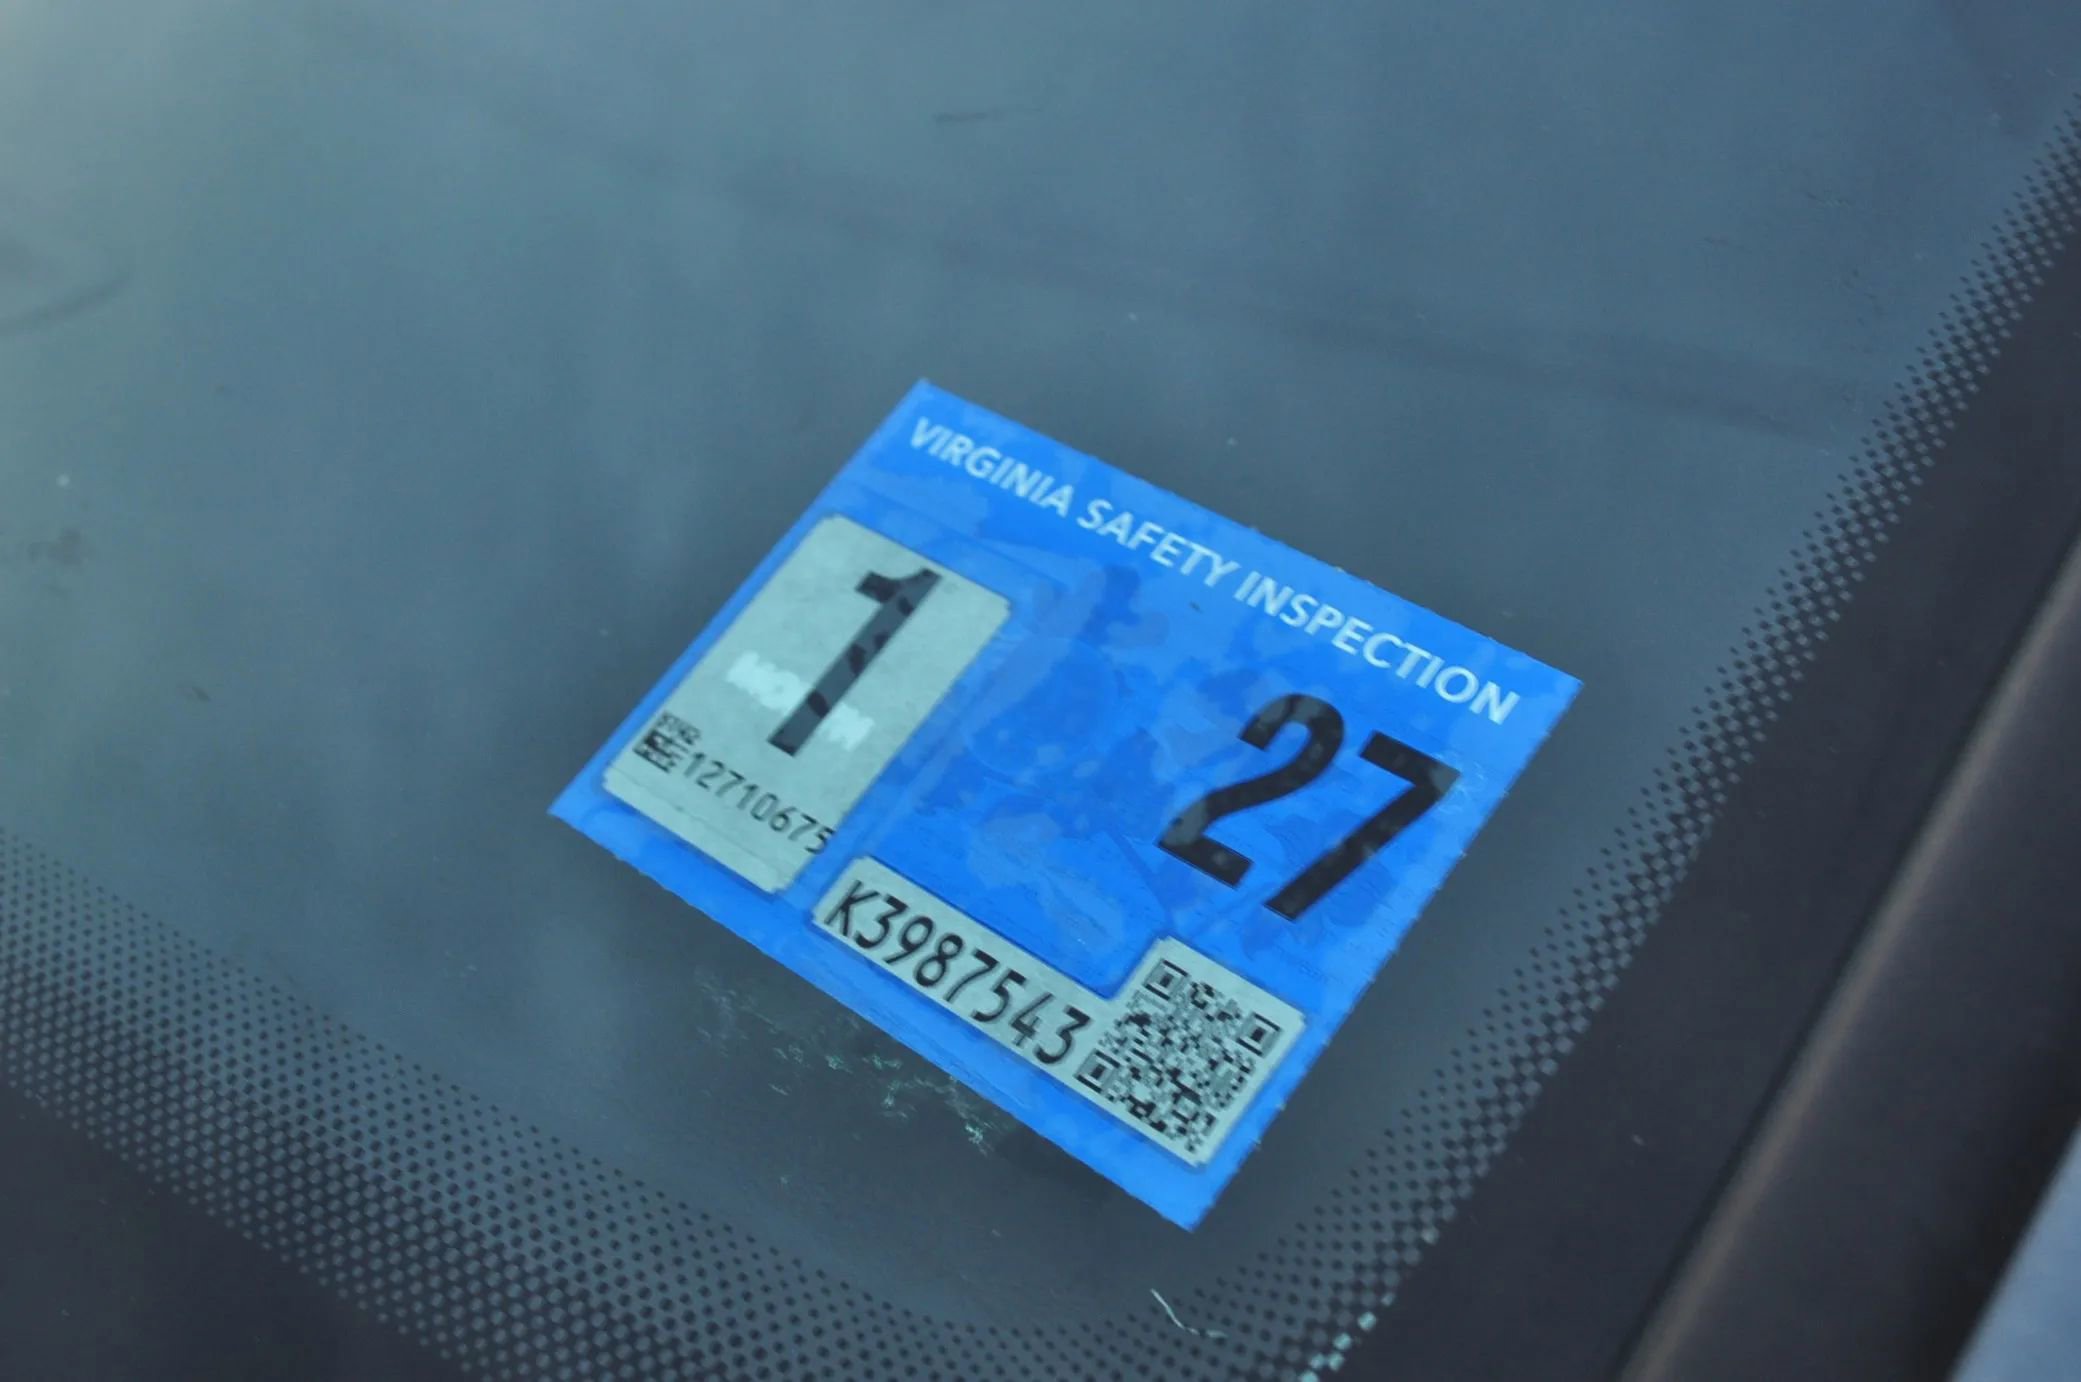 VIRGINIA SAFETY INSPECTION
1
27
12710675
K3987543